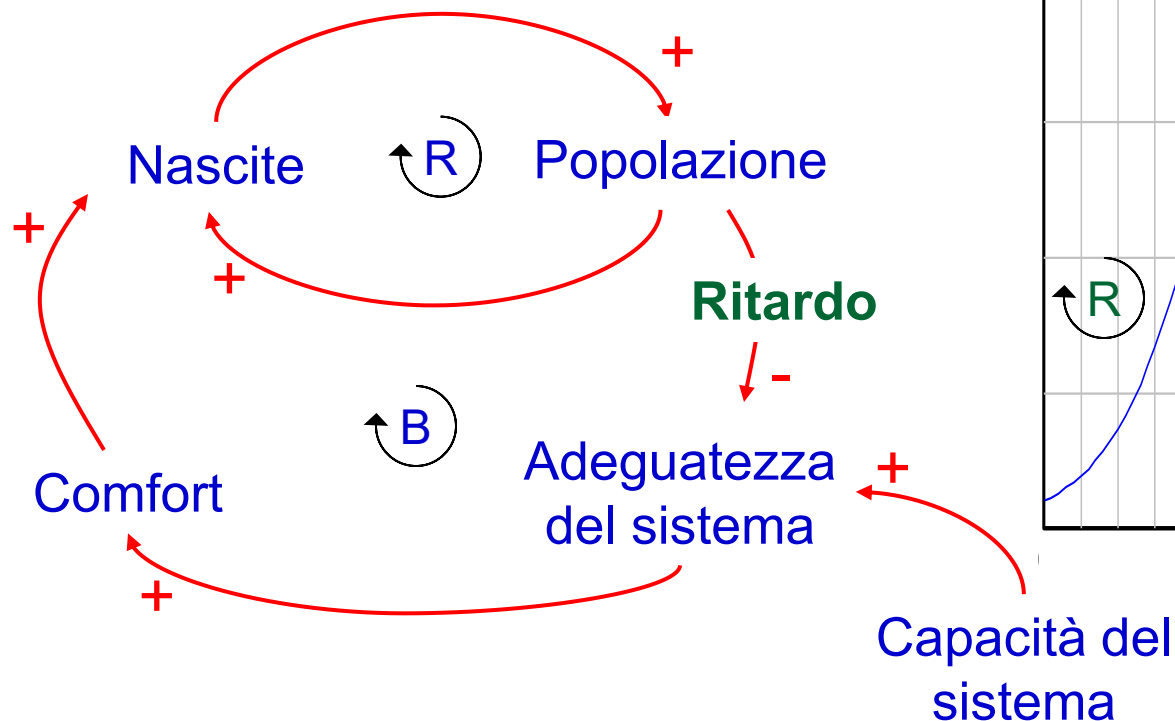 +
Nascite
R
Popolazione
+
+
Ritardo
R
-
B
Adeguatezza
del sistema
+
Comfort
+
Capacità del
sistema